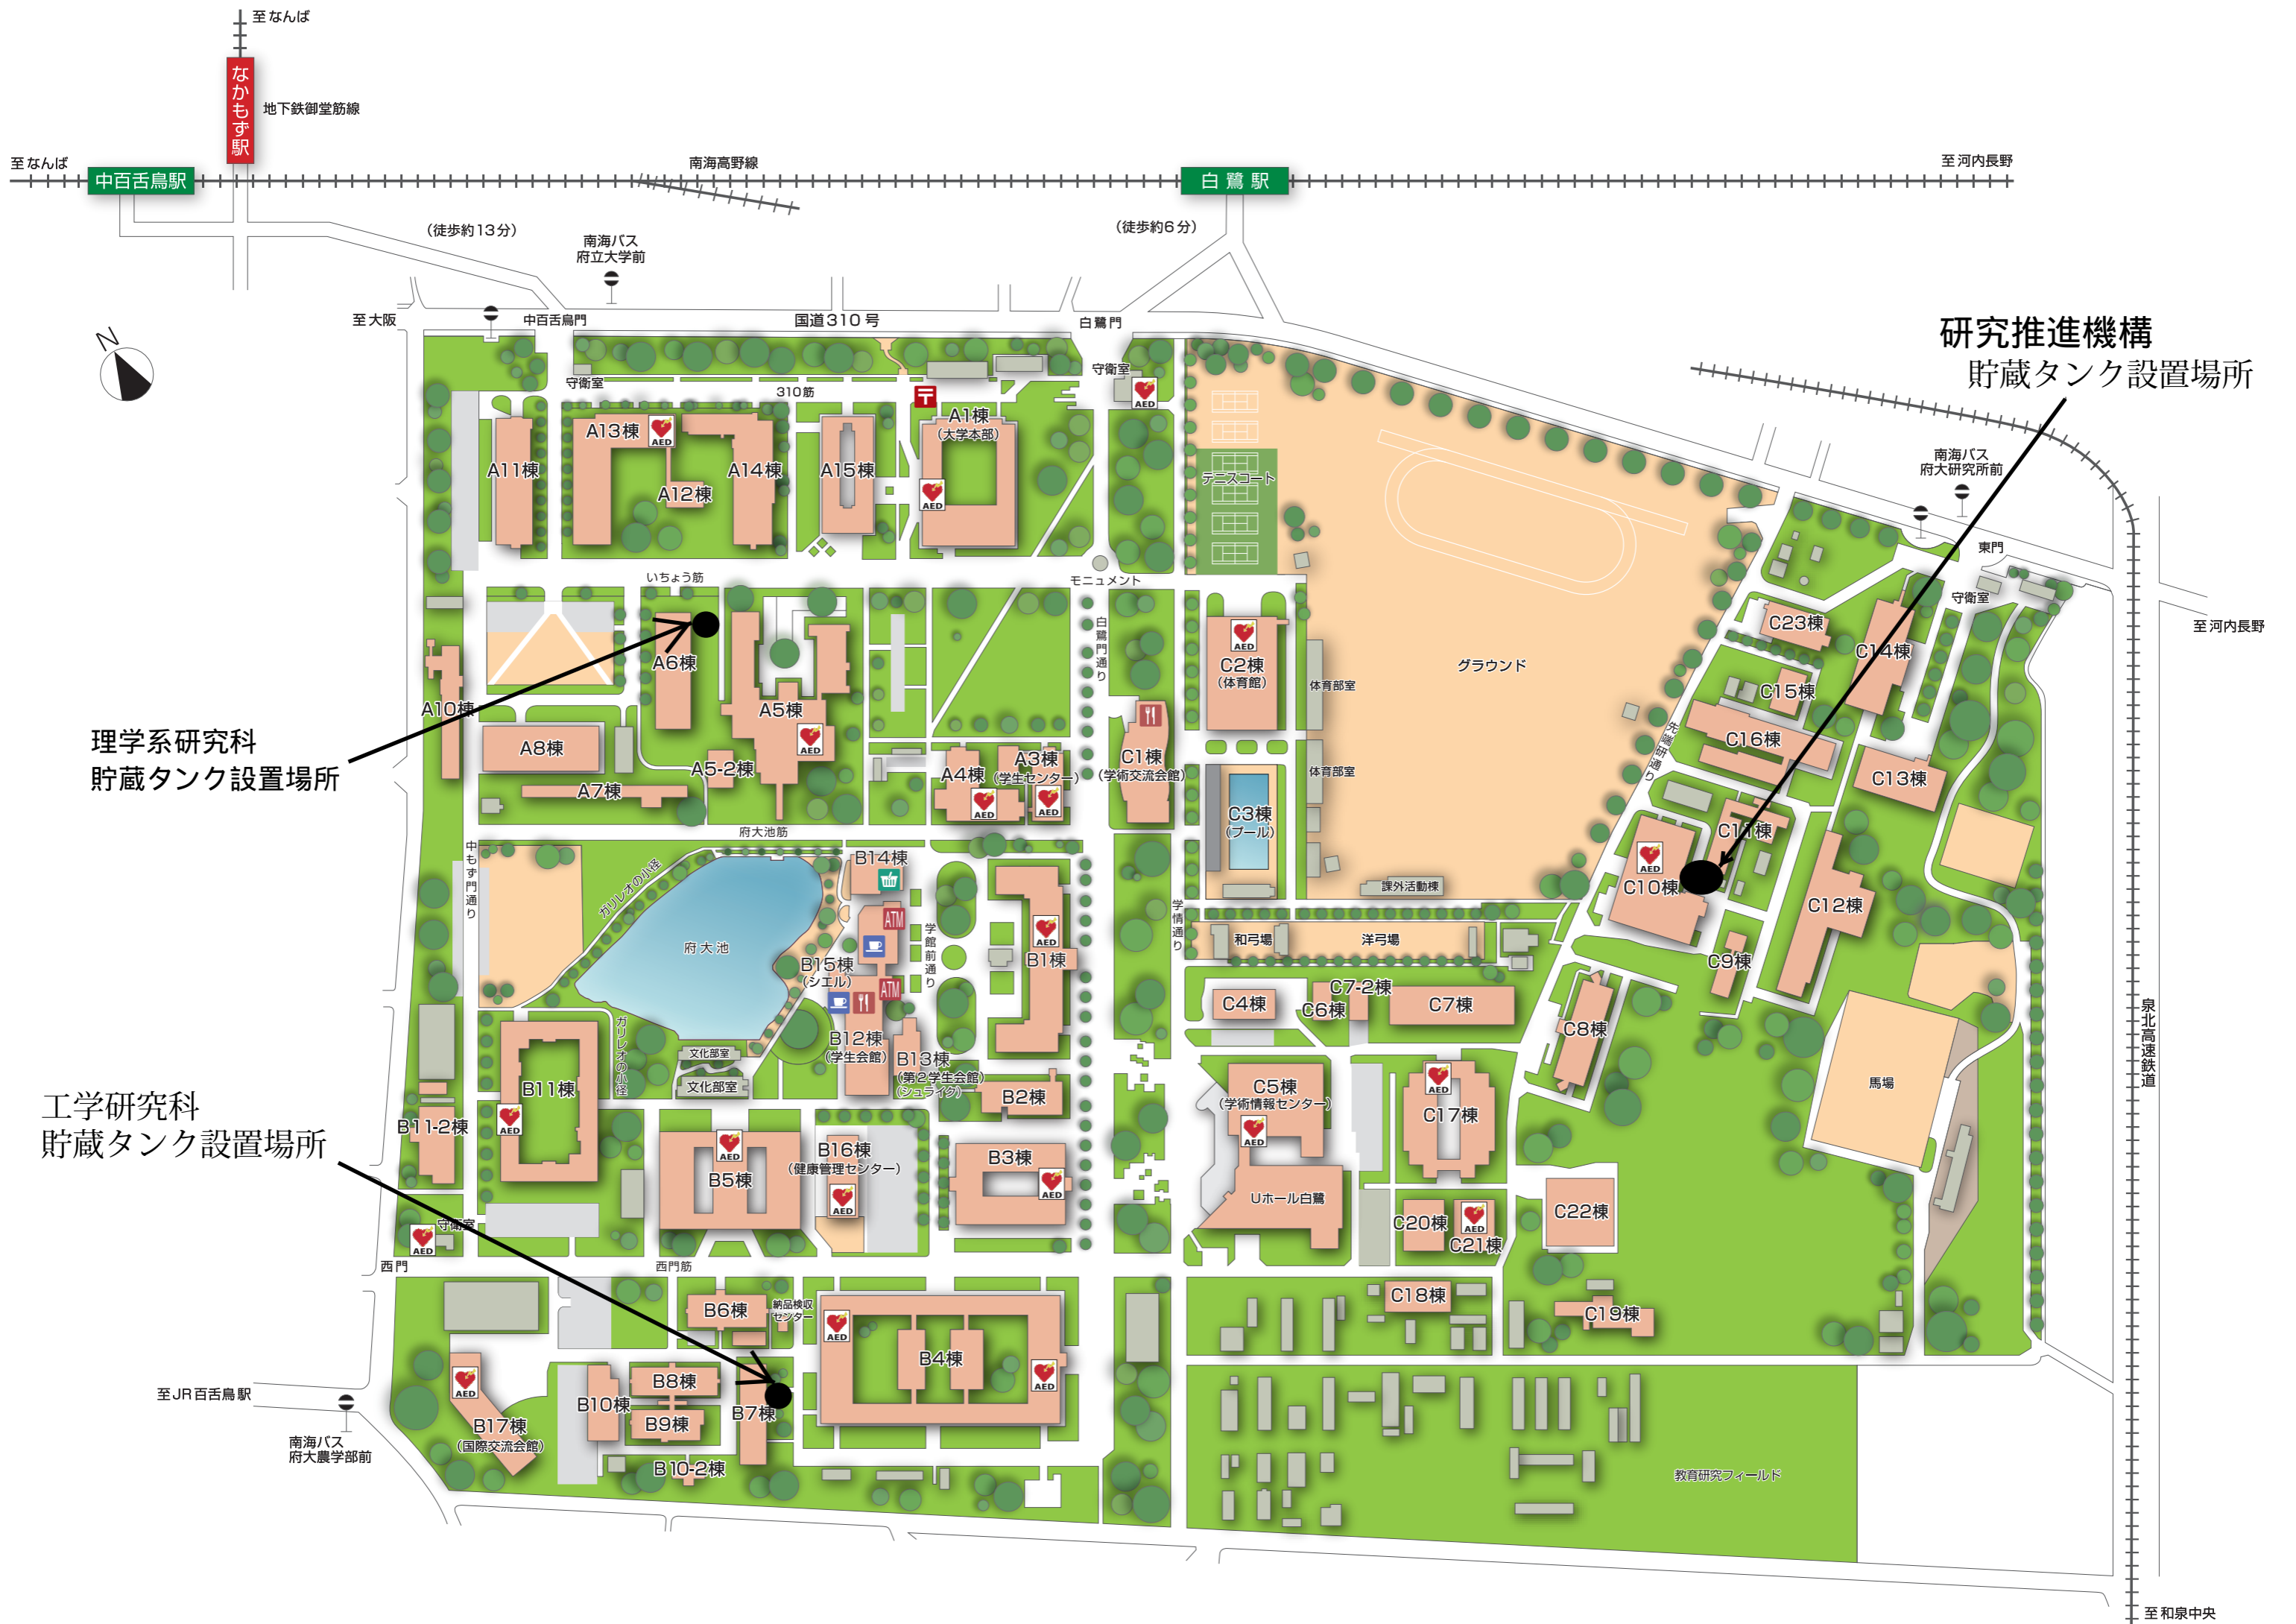 至なんば
なかもず駅
地下鉄御堂筋線
至なんば
中百舌鳥駅
南海高野線
白鷺駅
至河内長野
(徒歩約13分)
南海バス
府立大学前
(徒歩約6分)
至大阪
中百舌鳥門
国道310号
白鷺門
N
研究推進機構
貯蔵タンク設置場所
守衛室
310筋
守衛室
AED
A1棟
(大学本部)
A13棟
AED
A11棟
A12棟
A14棟
A15棟
AED
テニスコート
南海バス
府大研究所前
東門
守衛室
至河内長野
いちょう筋
モニュメント
白鷺門通り
A6棟
A10棟
A5棟
AED
A8棟
A5-2棟
A7棟
A4棟
AED
A3棟
(学生センター)
AED
C1棟
(学術交流会館)
AED
C2棟
(体育館)
体育部室
体育部室
グラウンド
C3棟
(プール)
C23棟
C14棟
C15棟
C16棟
C13棟
先端研通り
C11棟
AED
C10棟
C12棟
C9棟
理学系研究科
貯蔵タンク設置場所
府大池筋
中もず門通り
ガリレオの小径
府大池
B14棟
ATM
学館前通り
B15棟
(シエル)
ATM
B12棟
(学生会館)
B13棟
(第2学生会館)
(シュライク)
AED
B1棟
B2棟
学情通り
課外活動棟
和弓場
洋弓場
C4棟
C6棟
C7-2棟
C7棟
C8棟
馬場
泉北高速鉄道
ガリレオの小径
文化部室
文化部室
工学研究科
貯蔵タンク設置場所
B11棟
AED
B11-2棟
AED
B5棟
B16棟
(健康管理センター)
AED
B3棟
AED
C5棟
(学術情報センター)
AED
Uホール白鷺
AED
C17棟
C20棟
AED
C21棟
C22棟
守衛室
AED
西門
西門筋
B6棟
納品検収
センター
AED
B4棟
AED
C18棟
C19棟
至JR百舌鳥駅
南海バス
府大農学部前
AED
B17棟
(国際交流会館)
B10棟
B8棟
B9棟
B7棟
B10-2棟
教育研究フィールド
至和泉中央